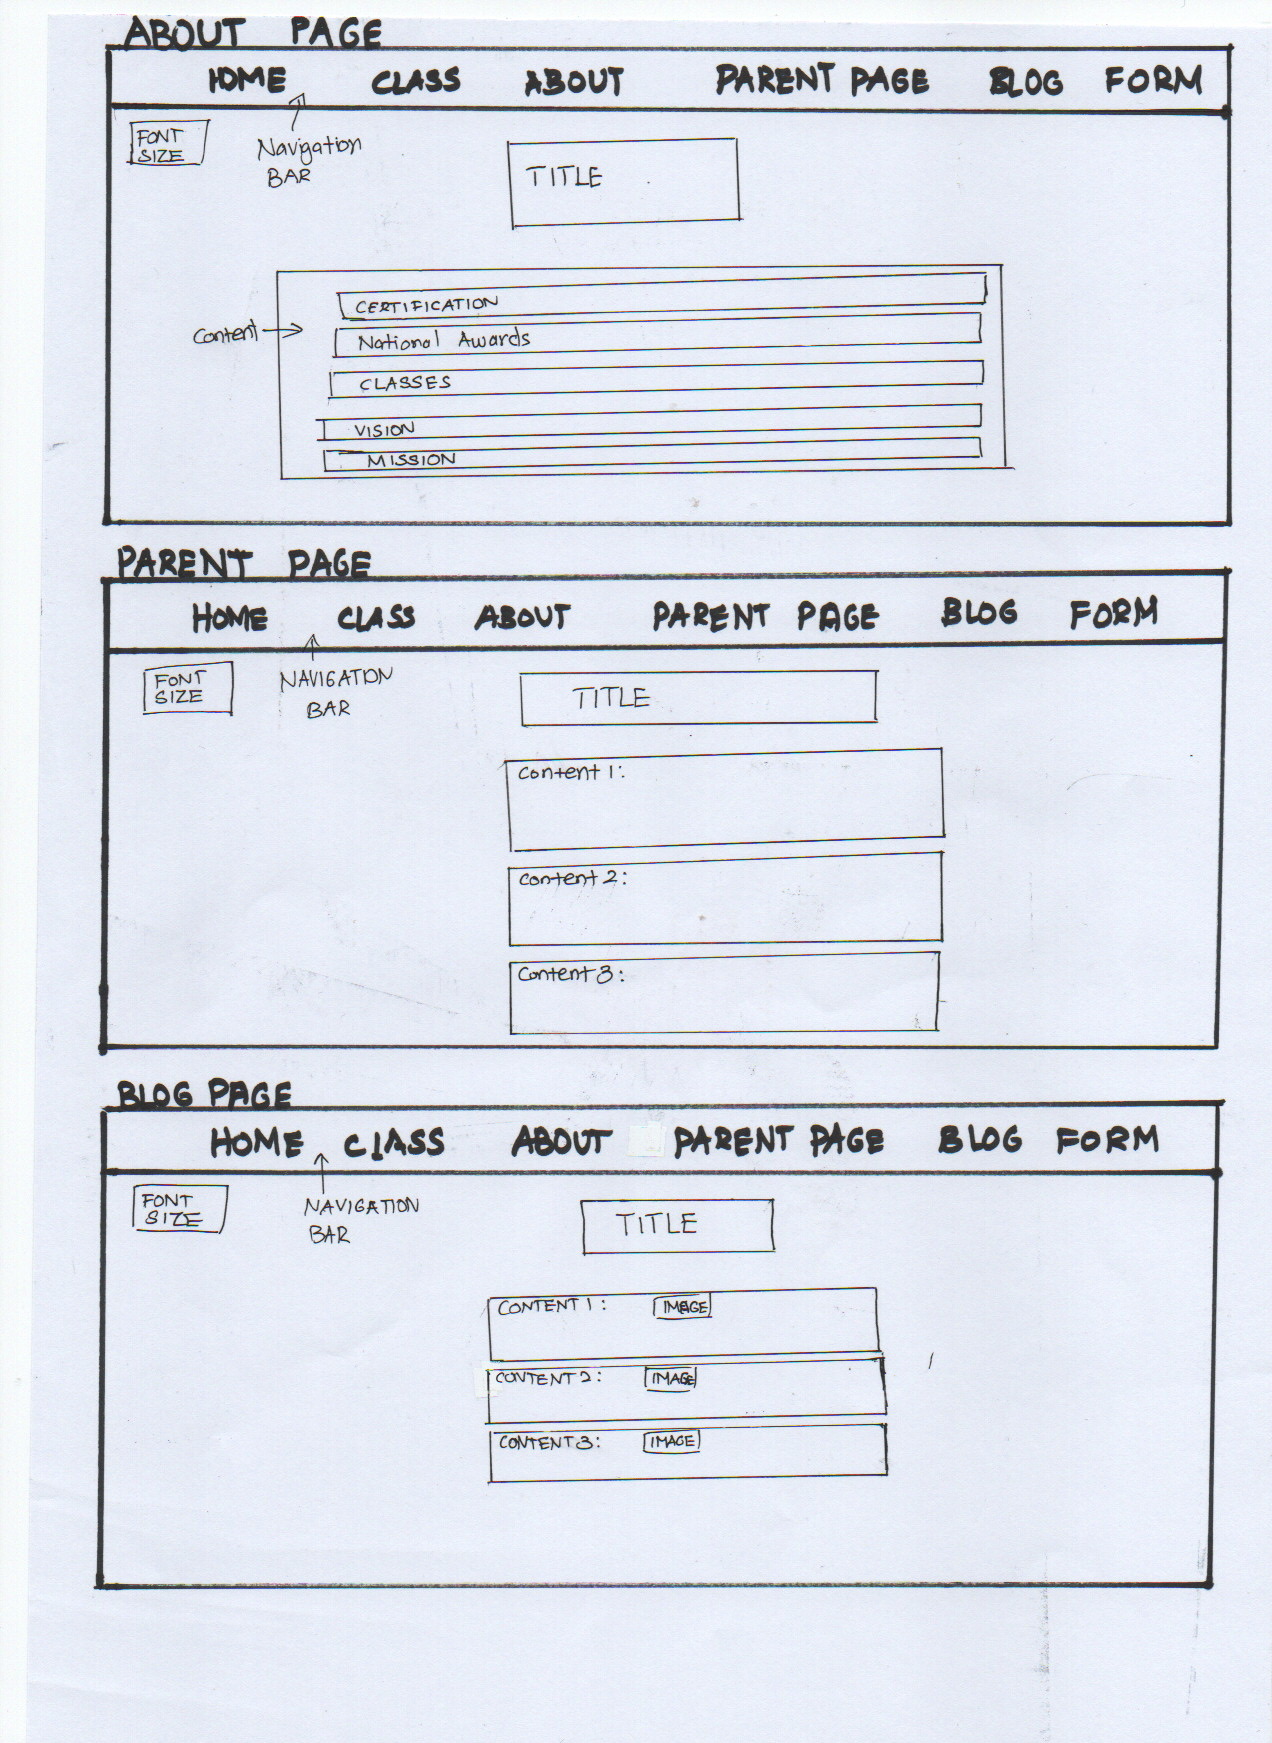 ABOUT PAGE
HOME CLASS ABOUT PARENT PAGE BLOG FORM
FONT
SIZE
Navigation
BAR
TITLE
Content
CERTIFICATION
National Awards
CLASSES
VISION
MISSION
PARENT PAGE
HOME CLASS ABOUT PARENT PAGE BLOG FORM
FONT
SIZE
NAVIGATION
BAR
TITLE
Content 1:
Content 2:
Content 3:
BLOG PAGE
HOME CLASS ABOUT PARENT PAGE BLOG FORM
FONT
SIZE
NAVIGATION
BAR
TITLE
CONTENT 1: IMAGE
CONTENT 2: IMAGE
CONTENT 3: IMAGE